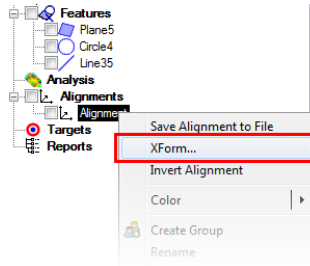 Features
Plane5
Circle4
Line35
Analysis
Alignments
Alignment
Targets
Reports
Save Alignment to File
XForm...
Invert Alignment
Color
Create Group
Rename